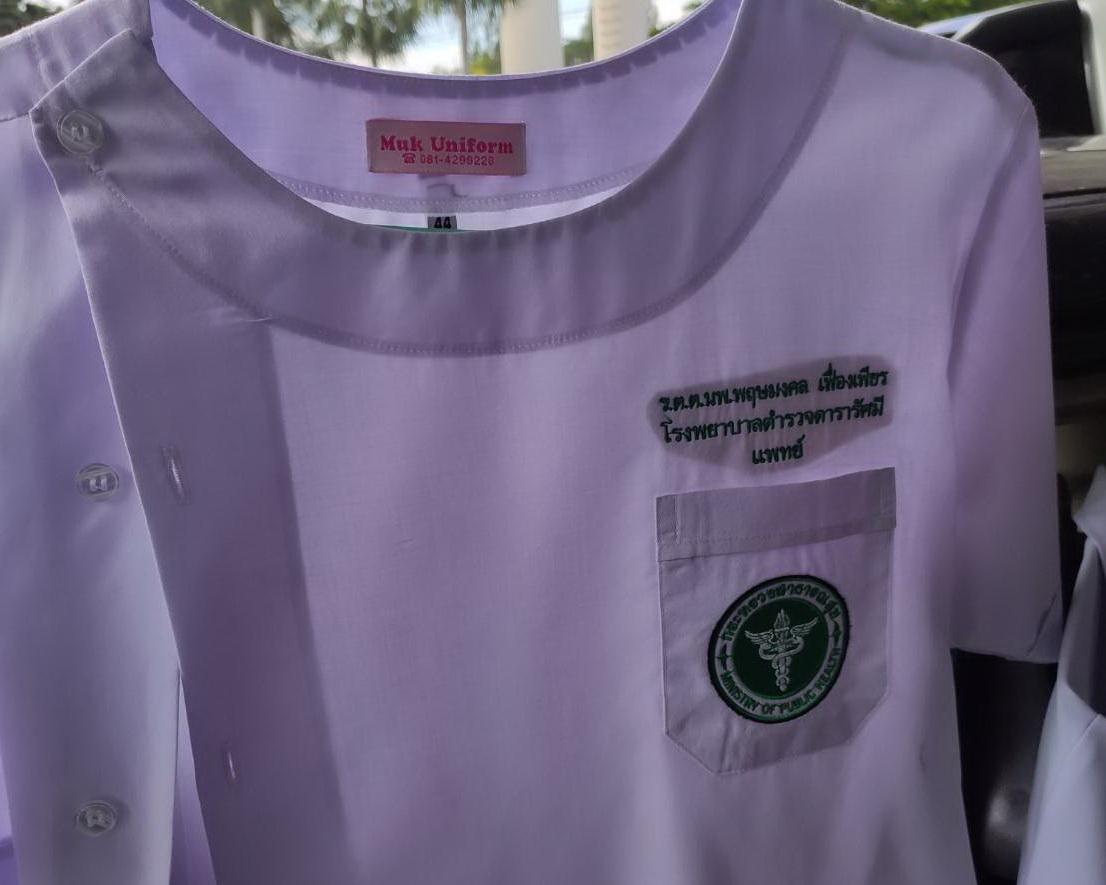 Muk Uniform
☎ 081-4299228
44
ร.ต.ต.นพ.พฤษมงคล เฟื่องเพียร
โรงพยาบาลตำรวจดารารัศมี
แพทย์
กระทรวงสาธารณสุข
MINISTRY OF PUBLIC HEALTH